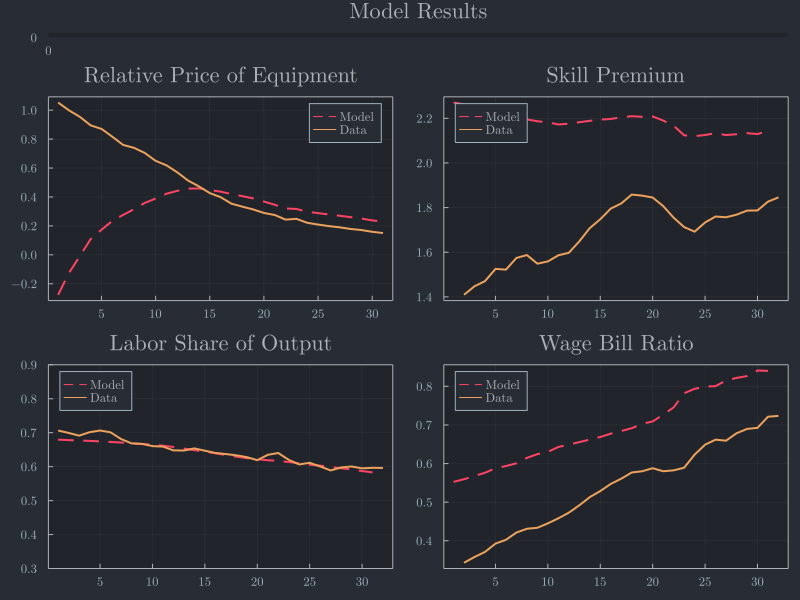 Model Results
0
0
Relative Price of Equipment
1.0
0.8
0.6
0.4
0.2
0.0
−0.2
Model
Data
5 10 15 20 25 30
Skill Premium
2.2
2.0
1.8
1.6
1.4
Model
Data
5 10 15 20 25 30
Labor Share of Output
0.9
0.8
0.7
0.6
0.5
0.4
0.3
Model
Data
5 10 15 20 25 30
Wage Bill Ratio
0.8
0.7
0.6
0.5
0.4
Model
Data
5 10 15 20 25 30